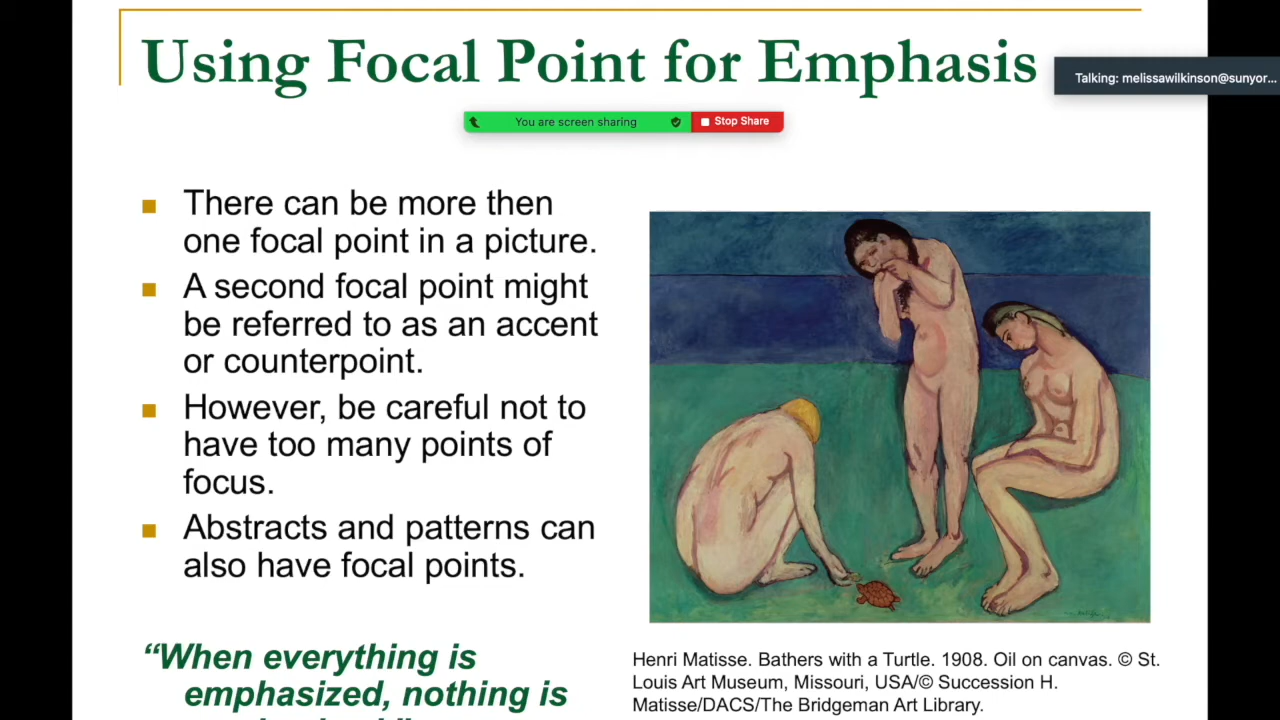 Using Focal Point for Emphasis
Talking: melissawilkinson@sunyor...
You are screen sharing
Stop Share
There can be more then
one focal point in a picture.
A second focal point might
be referred to as an accent
or counterpoint.
However, be careful not to
have too many points of
focus.
Abstracts and patterns can
also have focal points.
“When everything is
emphasized, nothing is
Henri Matisse. Bathers with a Turtle. 1908. Oil on canvas. © St.
Louis Art Museum, Missouri, USA/© Succession H.
Matisse/DACS/The Bridgeman Art Library.